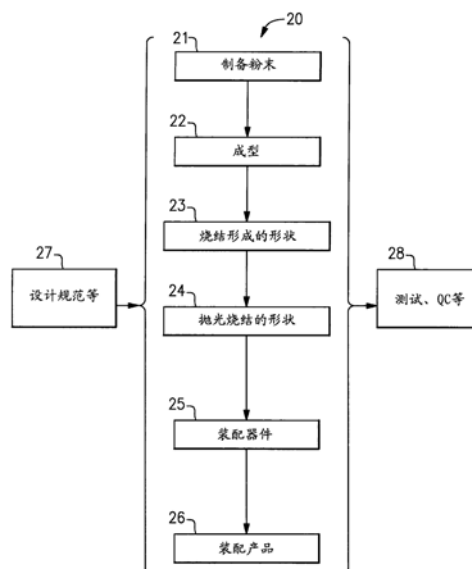 20
21
制备粉末
22
成型
23
烧结形成的形状
27
设计规范等
24
抛光烧结的形状
28
测试、QC等
25
装配器件
26
装配产品